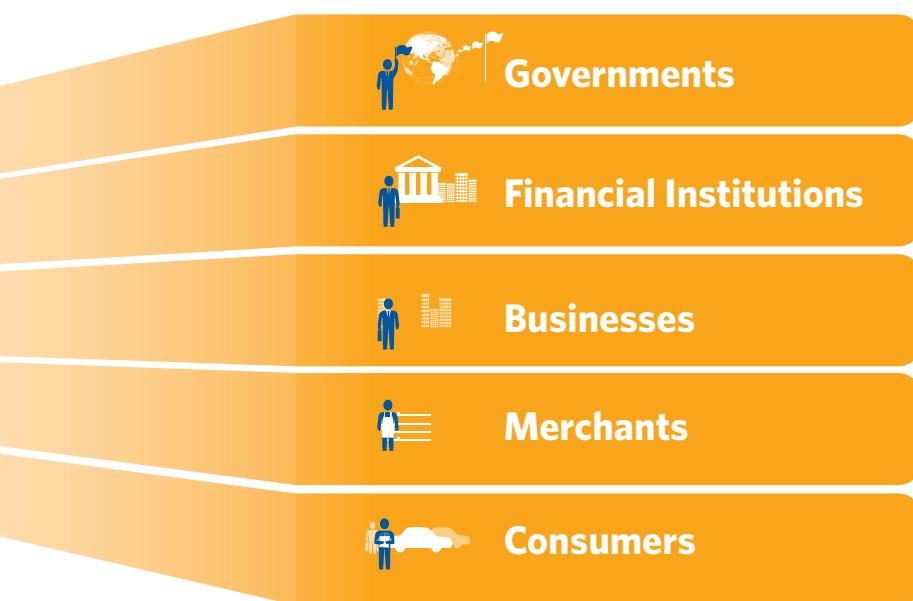 Governments
Financial Institutions
Businesses
Merchants
Consumers